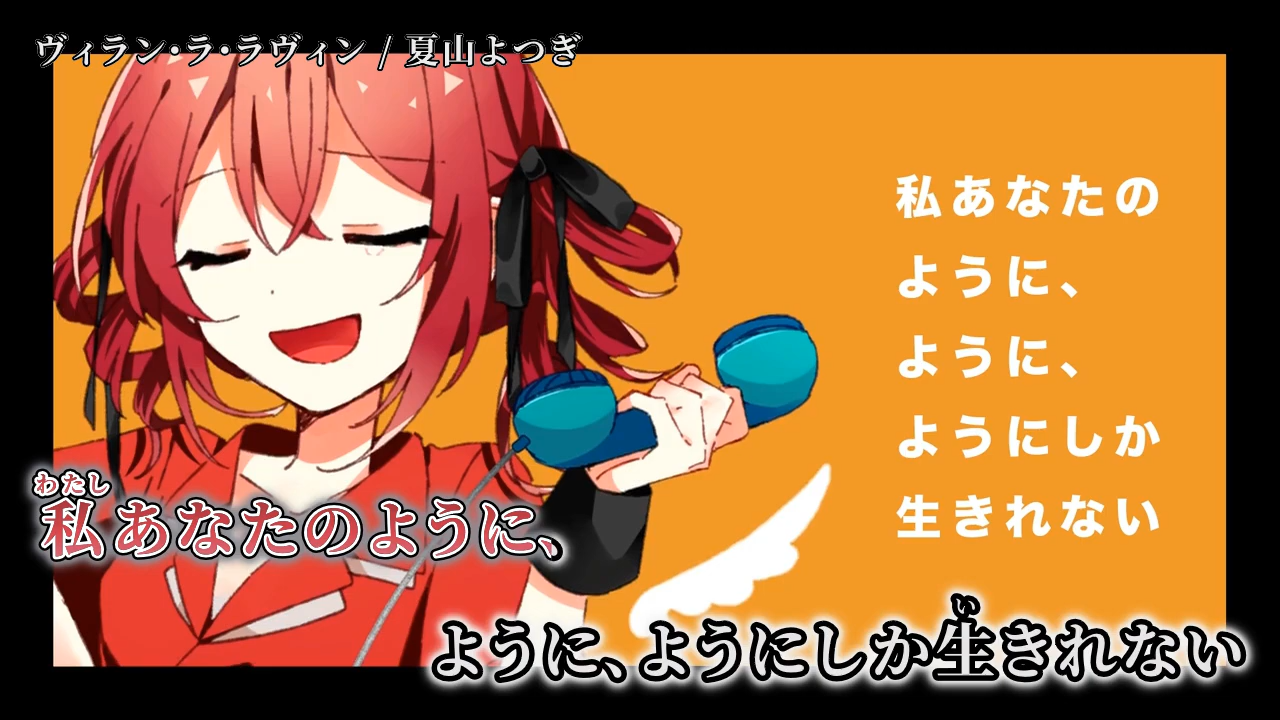 ヴィラン・ラ・ラヴィン / 夏山よつぎ
私あなたの
ように、
ように、
ようにしか
生きれない
わたし
私あなたのように、
い
ように、ようにしか生きれない